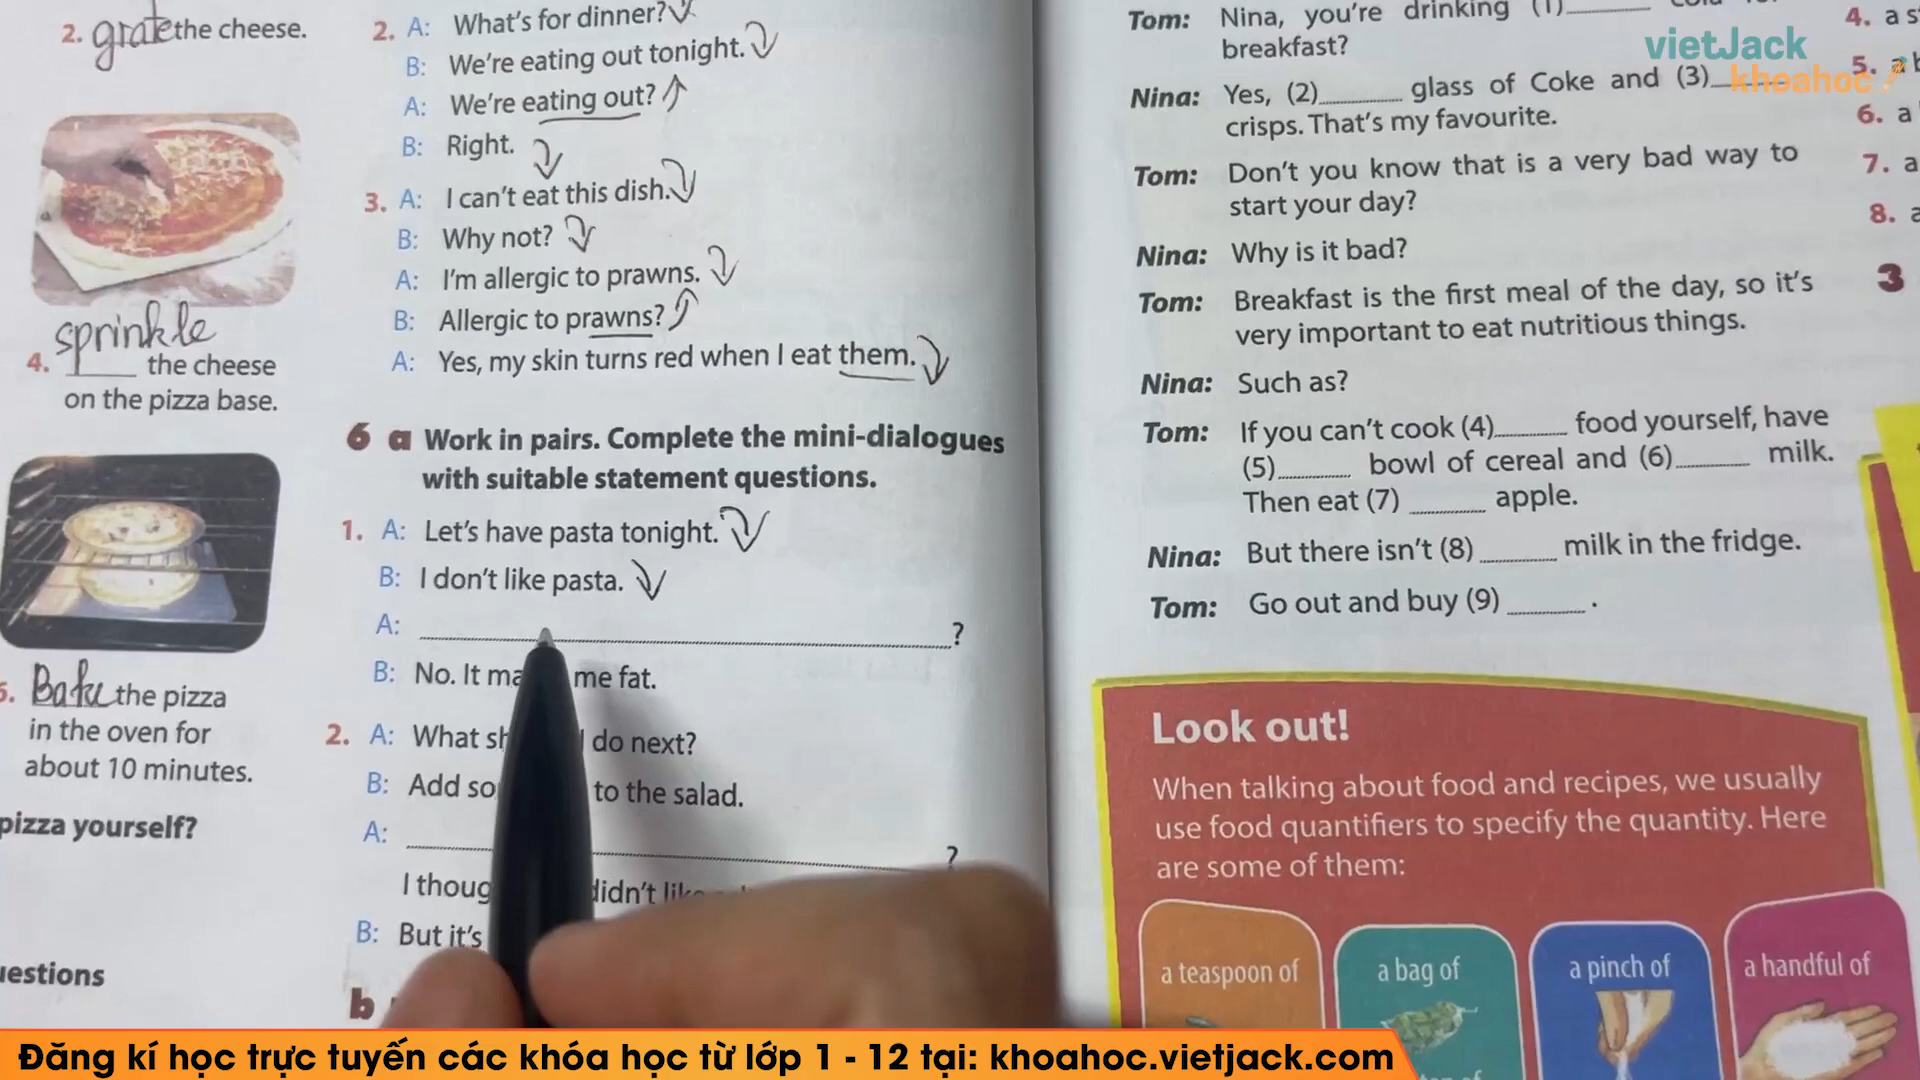 2. grate the cheese.
sprinkle
4. ______ the cheese
on the pizza base.
5. Bake the pizza
in the oven for
about 10 minutes.
pizza yourself?
2. A: What's for dinner?
B: We're eating out tonight.
A: We're eating out?
B: Right.
3. A: I can't eat this dish.
B: Why not?
A: I'm allergic to prawns.
B: Allergic to prawns?
A: Yes, my skin turns red when I eat them.
6 a Work in pairs. Complete the mini-dialogues
with suitable statement questions.
1. A: Let's have pasta tonight.
B: I don't like pasta.
A: ______?
B: No. It me fat.
2. A: What do next?
B: Add to the salad.
A: ______?
I
B: But it's
b
Tom: Nina, you're drinking (1)______
breakfast?
Nina: Yes, (2)______ glass of Coke and (3)______
crisps. That's my favourite.
Tom: Don't you know that is a very bad way to
start your day?
Nina: Why is it bad?
Tom: Breakfast is the first meal of the day, so it's
very important to eat nutritious things.
Nina: Such as?
Tom: If you can't cook (4)______ food yourself, have
(5)______ bowl of cereal and (6)______ milk.
Then eat (7) ______ apple.
Nina: But there isn't (8) ______ milk in the fridge.
Tom: Go out and buy (9) ______ .
4. a
5.
6. a
7. a
8. a
3
vietJack
khoahoc
Look out!
When talking about food and recipes, we usually
use food quantifiers to specify the quantity. Here
are some of them:
a teaspoon of
a bag of
a pinch of
a handful of
Đăng kí học trực tuyến các khóa học từ lớp 1 - 12 tại: khoahoc.vietjack.com